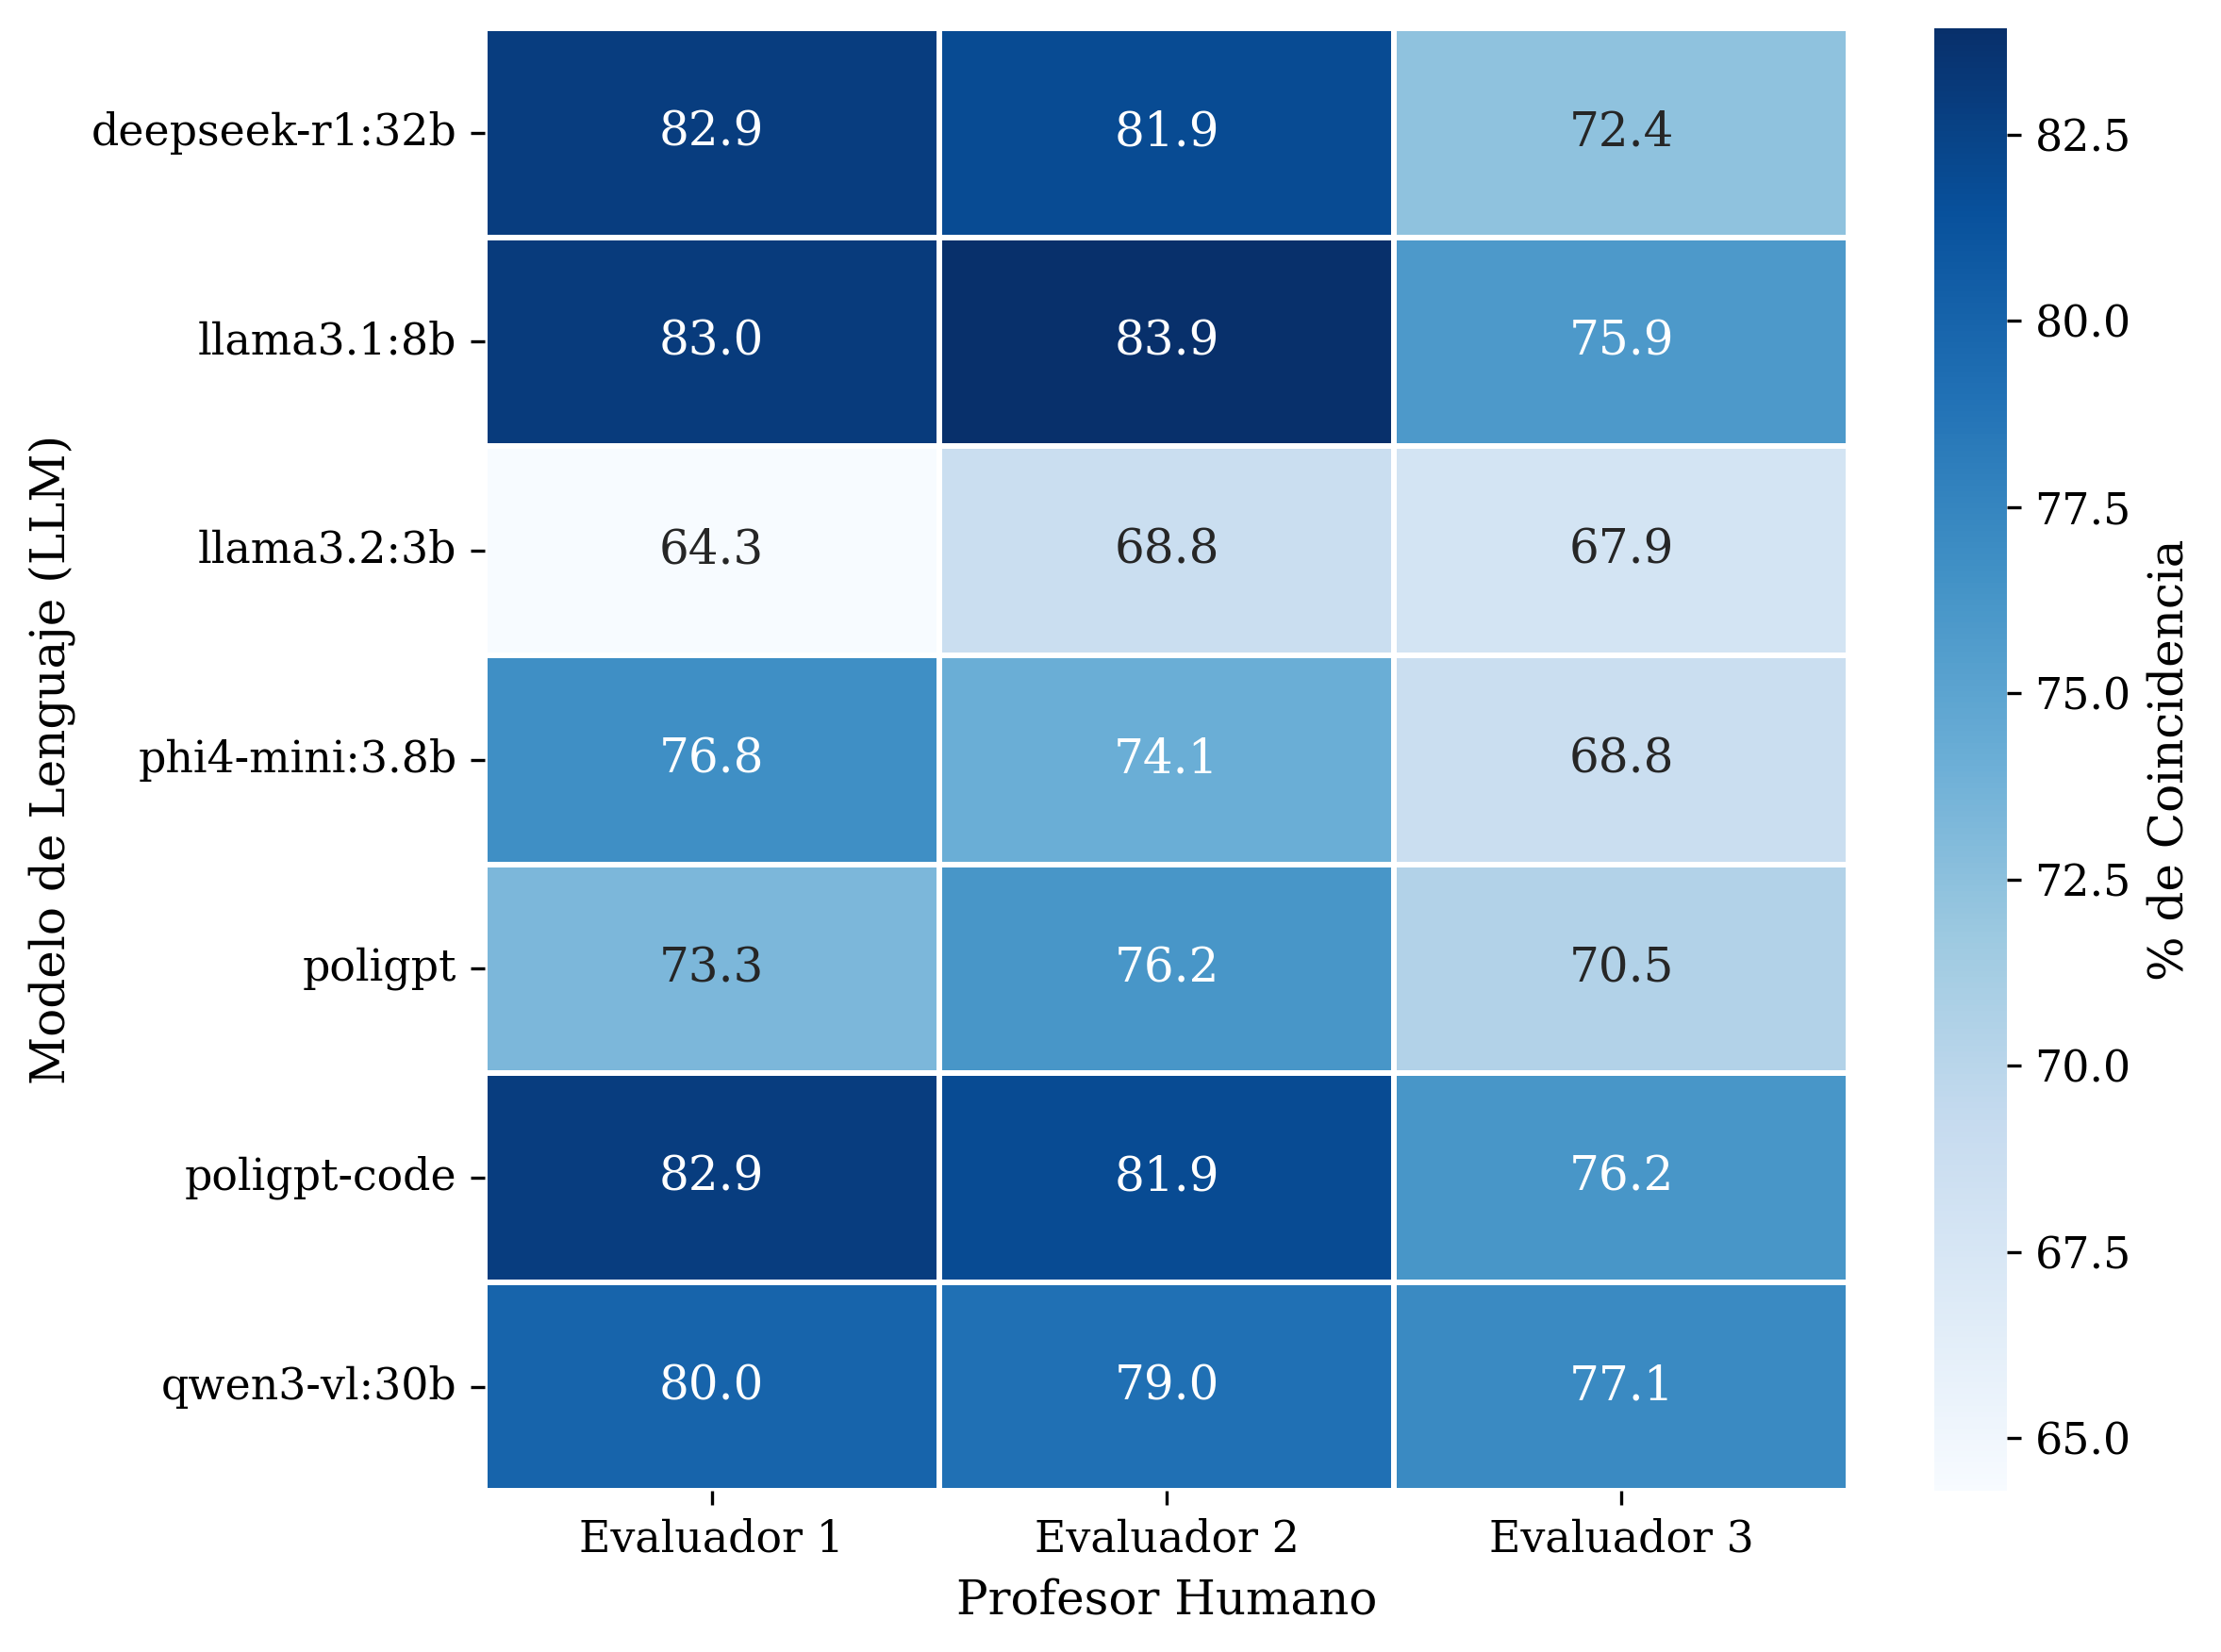 Modelo de Lenguaje (LLM)
deepseek-r1:32b 82.9 81.9 72.4
llama3.1:8b 83.0 83.9 75.9
llama3.2:3b 64.3 68.8 67.9
phi4-mini:3.8b 76.8 74.1 68.8
poligpt 73.3 76.2 70.5
poligpt-code 82.9 81.9 76.2
qwen3-vl:30b 80.0 79.0 77.1
Evaluador 1 Evaluador 2 Evaluador 3
Profesor Humano
82.5
80.0
77.5
75.0
72.5
70.0
67.5
65.0
% de Coincidencia